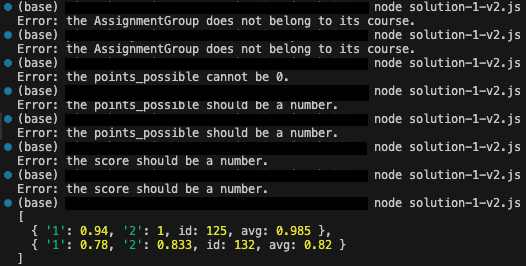 (base) node solution-1-v2.js
Error: the AssignmentGroup does not belong to its course.
(base) node solution-1-v2.js
Error: the AssignmentGroup does not belong to its course.
(base) node solution-1-v2.js
Error: the points_possible cannot be 0.
(base) node solution-1-v2.js
Error: the points_possible should be a number.
(base) node solution-1-v2.js
Error: the points_possible should be a number.
(base) node solution-1-v2.js
Error: the score should be a number.
(base) node solution-1-v2.js
Error: the score should be a number.
(base) node solution-1-v2.js
[
{ '1': 0.94, '2': 1, id: 125, avg: 0.985 },
{ '1': 0.78, '2': 0.833, id: 132, avg: 0.82 }
]